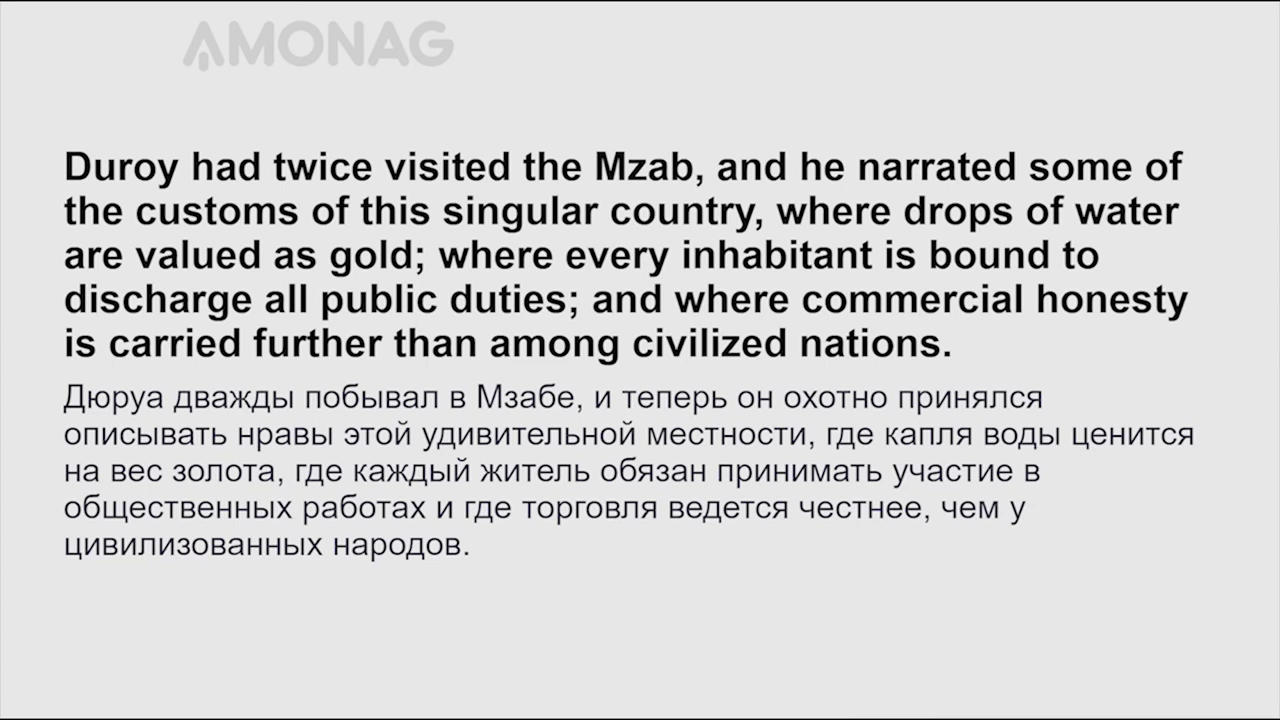 AMONAG
Duroy had twice visited the Mzab, and he narrated some of
the customs of this singular country, where drops of water
are valued as gold; where every inhabitant is bound to
discharge all public duties; and where commercial honesty
is carried further than among civilized nations.
Дюруа дважды побывал в Мзабе, и теперь он охотно принялся
описывать нравы этой удивительной местности, где капля воды ценится
на вес золота, где каждый житель обязан принимать участие в
общественных работах и где торговля ведется честнее, чем у
цивилизованных народов.